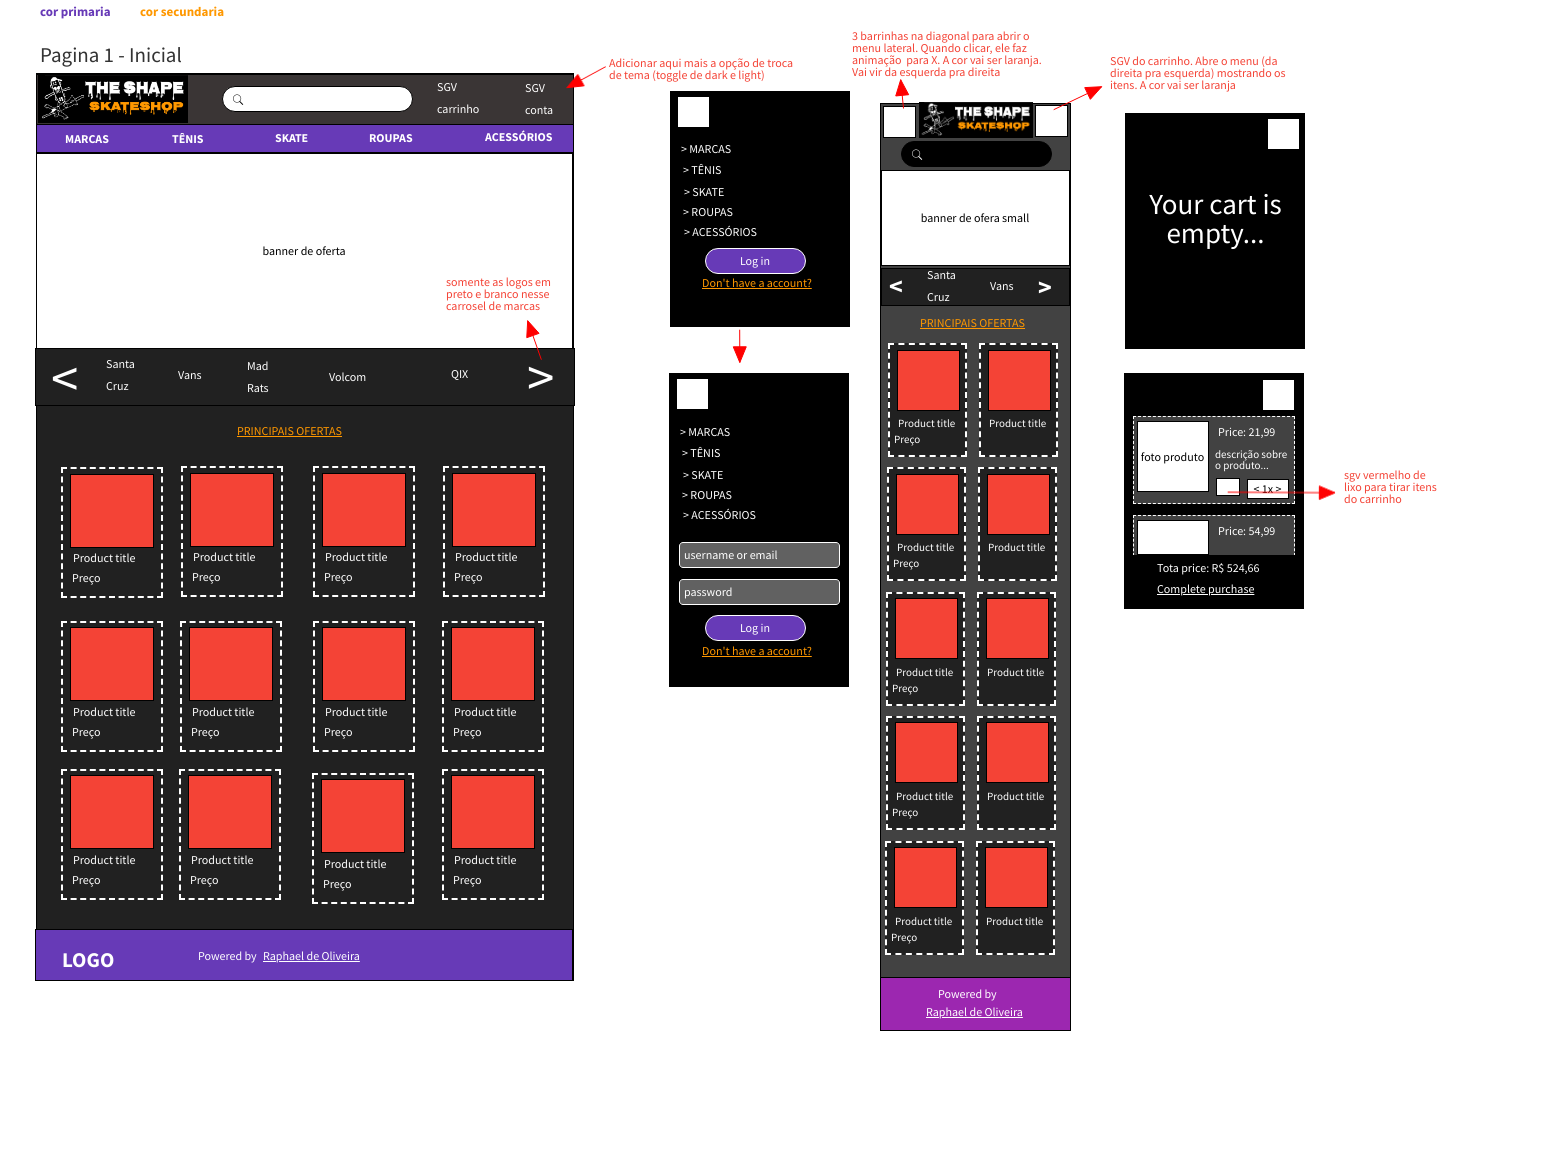 cor primaria
cor secundaria
Pagina 1 - Inicial
THE SHAPE
SKATESHOP
SGV
carrinho
SGV
conta
Adicionar aqui mais a opção de troca
de tema (toggle de dark e light)
MARCAS
TÊNIS
SKATE
ROUPAS
ACESSÓRIOS
banner de oferta
somente as logos em
preto e branco nesse
carrosel de marcas
<
Santa
Cruz
Vans
Mad
Rats
Volcom
QIX
>
PRINCIPAIS OFERTAS
Product title
Preço
Product title
Preço
Product title
Preço
Product title
Preço
Product title
Preço
Product title
Preço
Product title
Preço
Product title
Preço
Product title
Preço
Product title
Preço
Product title
Preço
Product title
Preço
LOGO
Powered by Raphael de Oliveira
> MARCAS
> TÊNIS
> SKATE
> ROUPAS
> ACESSÓRIOS
Log in
Don't have a account?
> MARCAS
> TÊNIS
> SKATE
> ROUPAS
> ACESSÓRIOS
username or email
password
Log in
Don't have a account?
3 barrinhas na diagonal para abrir o
menu lateral. Quando clicar, ele faz
animação para X. A cor vai ser laranja.
Vai vir da esquerda pra direita
THE SHAPE
SKATESHOP
banner de ofera small
<
Santa
Cruz
Vans
>
PRINCIPAIS OFERTAS
Product title
Preço
Product title
Product title
Preço
Product title
Product title
Preço
Product title
Product title
Preço
Product title
Product title
Preço
Product title
Powered by
Raphael de Oliveira
SGV do carrinho. Abre o menu (da
direita pra esquerda) mostrando os
itens. A cor vai ser laranja
Your cart is
empty...
foto produto
Price: 21,99
descrição sobre
o produto...
< 1x >
Price: 54,99
Tota price: R$ 524,66
Complete purchase
sgv vermelho de
lixo para tirar itens
do carrinho